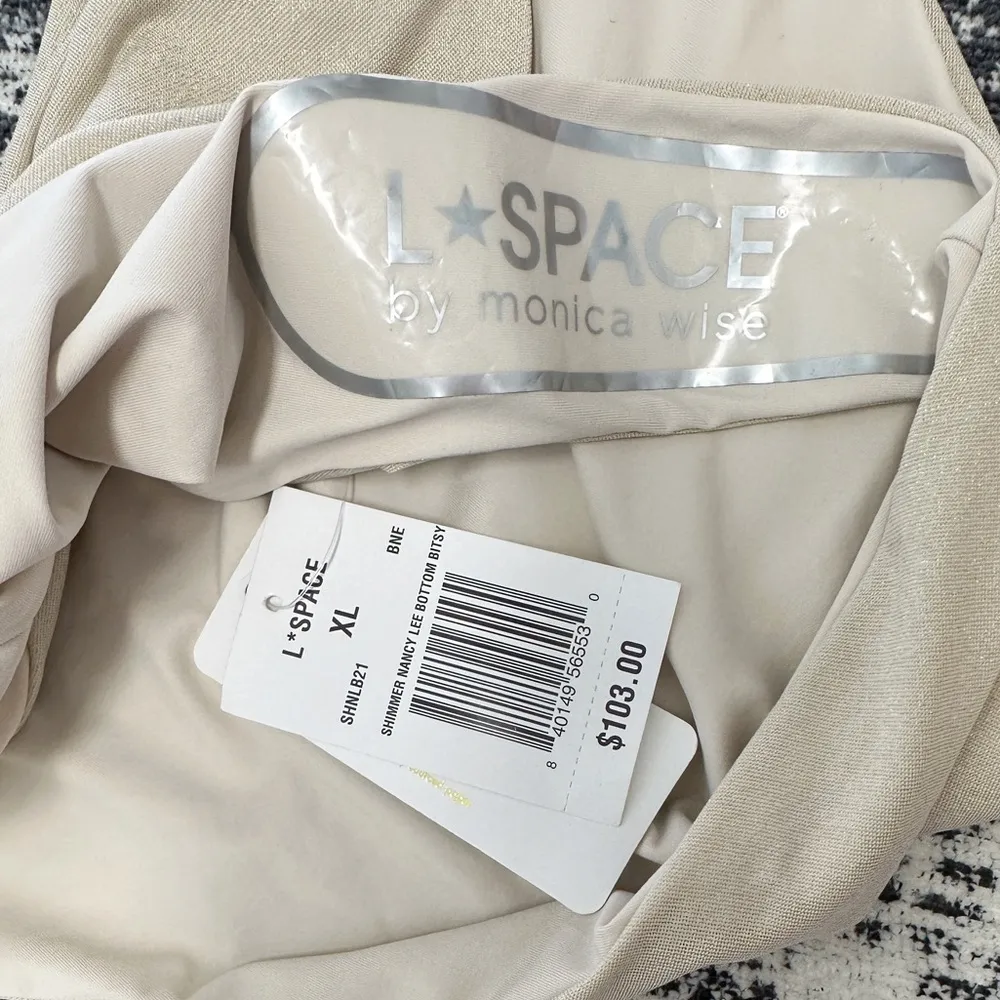 L★SPACE®
by monica wise
L*SPACE
XL
BNE
SHNLB21
SHIMMER NANCY LEE BOTTOM BITSY
8 40149 56553 0
$103.00